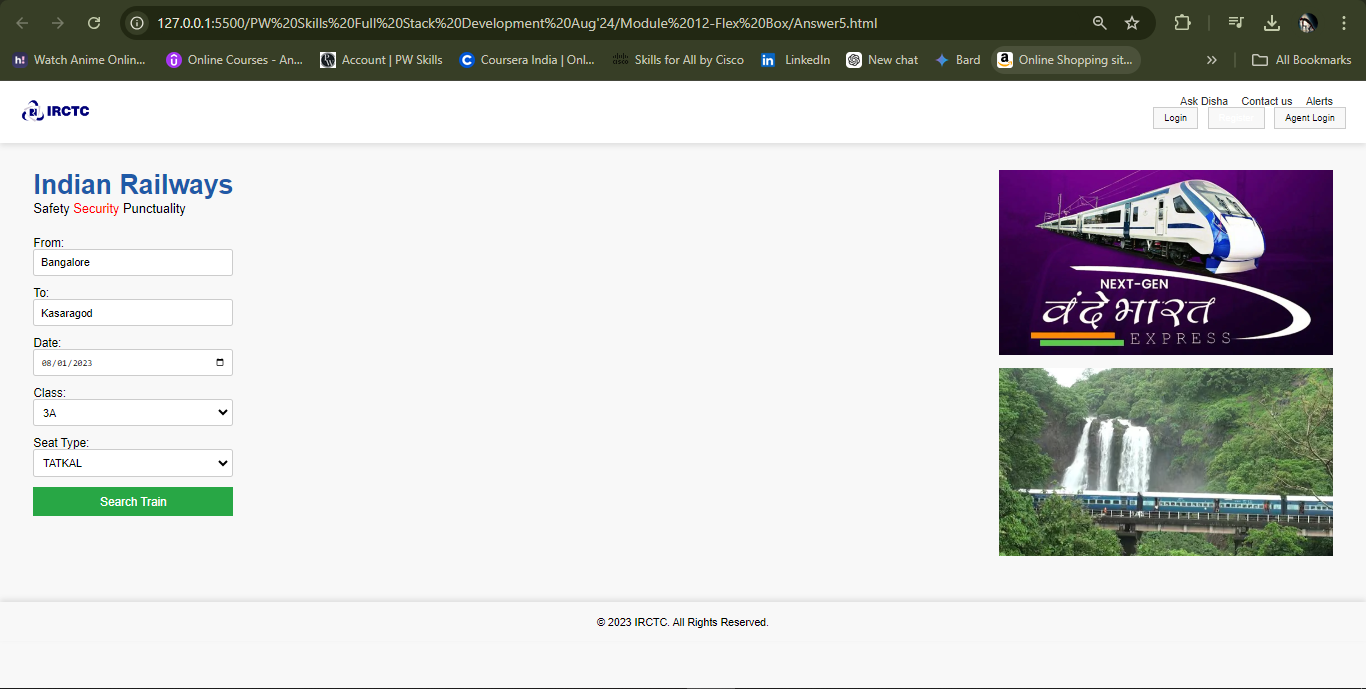 127.0.0.1:5500/PW%20Skills%20Full%20Stack%20Development%20Aug'24/Module%2012-Flex%20Box/Answer5.html
h! Watch Anime Onlin... Online Courses - An... Account | PW Skills Coursera India | Onl... Skills for All by Cisco LinkedIn New chat Bard Online Shopping sit... » All Bookmarks
IRCTC
Ask Disha Contact us Alerts
Login Register Agent Login
Indian Railways
Safety Security Punctuality
From:
Bangalore
To:
Kasaragod
Date:
08/01/2023
Class:
3A
Seat Type:
TATKAL
Search Train
NEXT-GEN
वंदे भारत
EXPRESS
© 2023 IRCTC. All Rights Reserved.